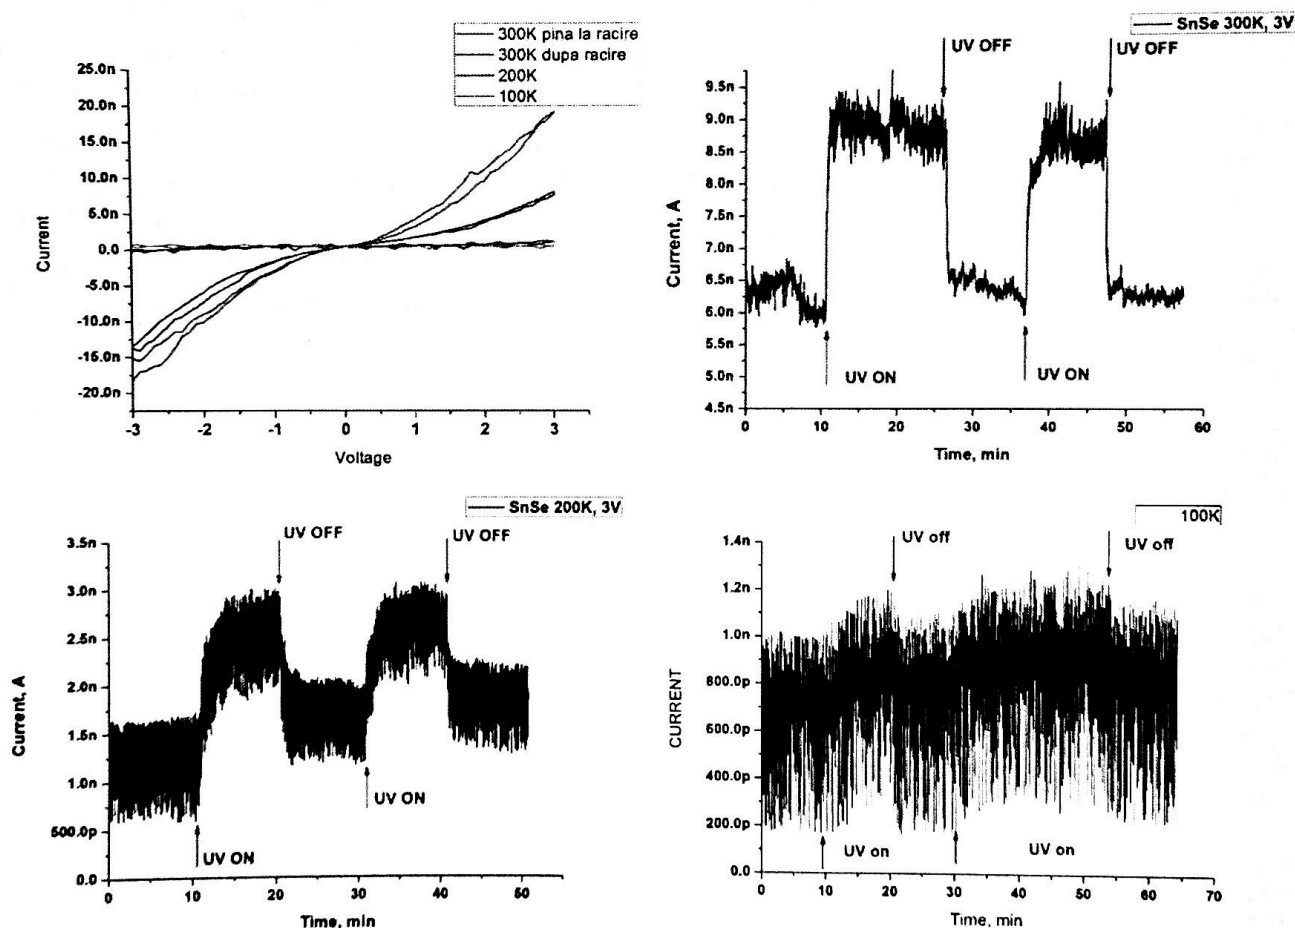 300K pina la racire
300K dupa racire
200K
100K
25.0n
20.0n
15.0n
10.0n
5.0n
0.0
-5.0n
-10.0n
-15.0n
-20.0n
Current
-3
-2
-1
0
1
2
3
Voltage
SnSe 300K, 3V
UV OFF
UV OFF
9.5n
9.0n
8.5n
8.0n
7.5n
7.0n
6.5n
6.0n
5.5n
5.0n
4.5n
Current, A
UV ON
UV ON
0
10
20
30
40
50
60
Time, min
SnSe 200K, 3V
UV OFF
UV OFF
3.5n
3.0n
2.5n
2.0n
1.5n
1.0n
500.0p
0.0
Current, A
UV ON
UV ON
0
10
20
30
40
50
Time, min
100K
UV off
UV off
1.4n
1.2n
1.0n
800.0p
600.0p
400.0p
200.0p
0.0
CURRENT
UV on
UV on
0
10
20
30
40
50
60
70
Time, min